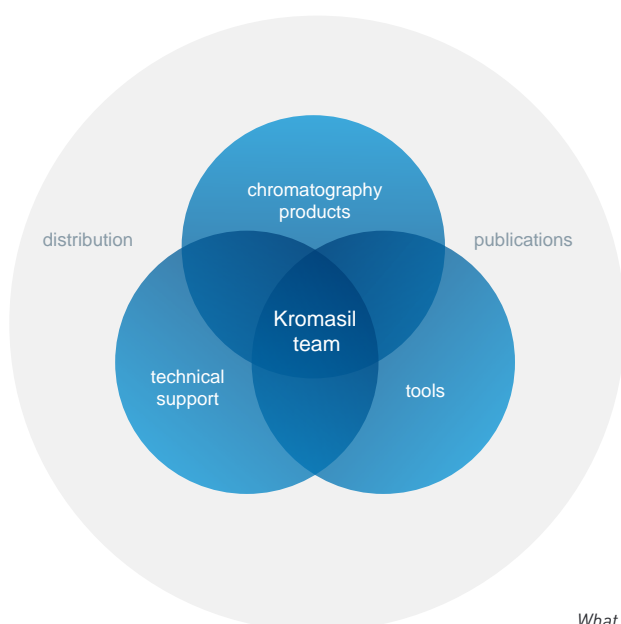 chromatography
products
distribution
publications
Kromasil
team
technical
support
tools
What